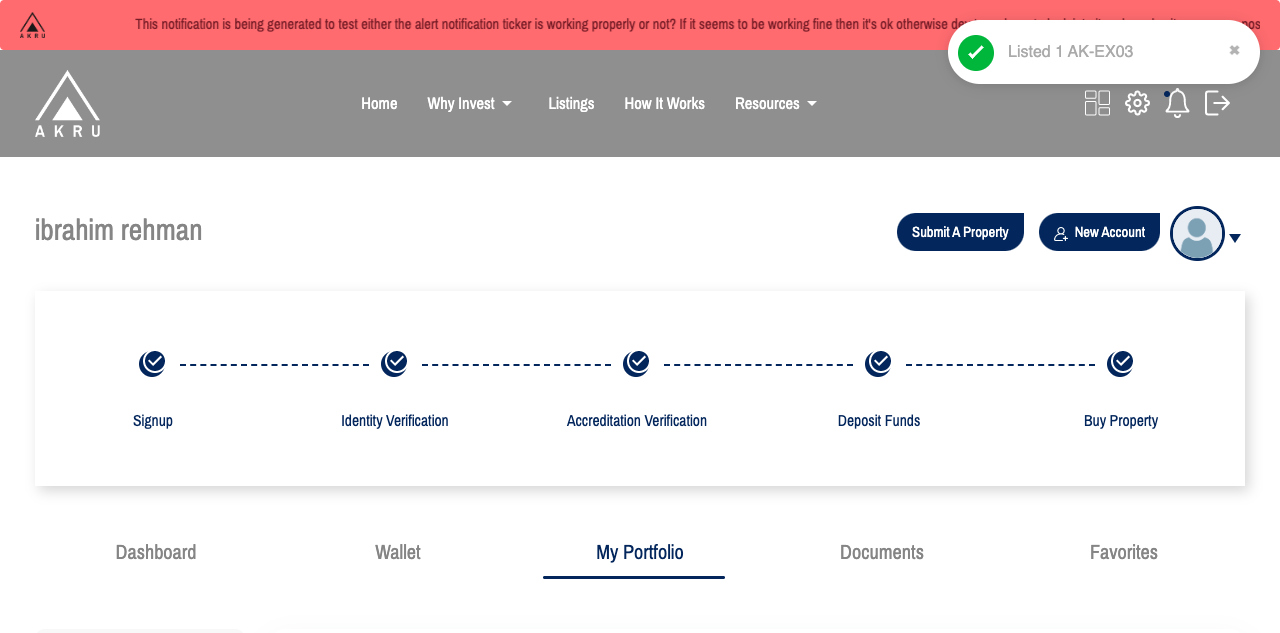 AKRU
This notification is being generated to test either the alert notification ticker is working properly or not? If it seems to be working fine then it's ok otherwise
Listed 1 AK-EX03
AKRU
Home Why Invest Listings How It Works Resources
ibrahim rehman
Submit A Property New Account
Signup Identity Verification Accreditation Verification Deposit Funds Buy Property
Dashboard Wallet My Portfolio Documents Favorites